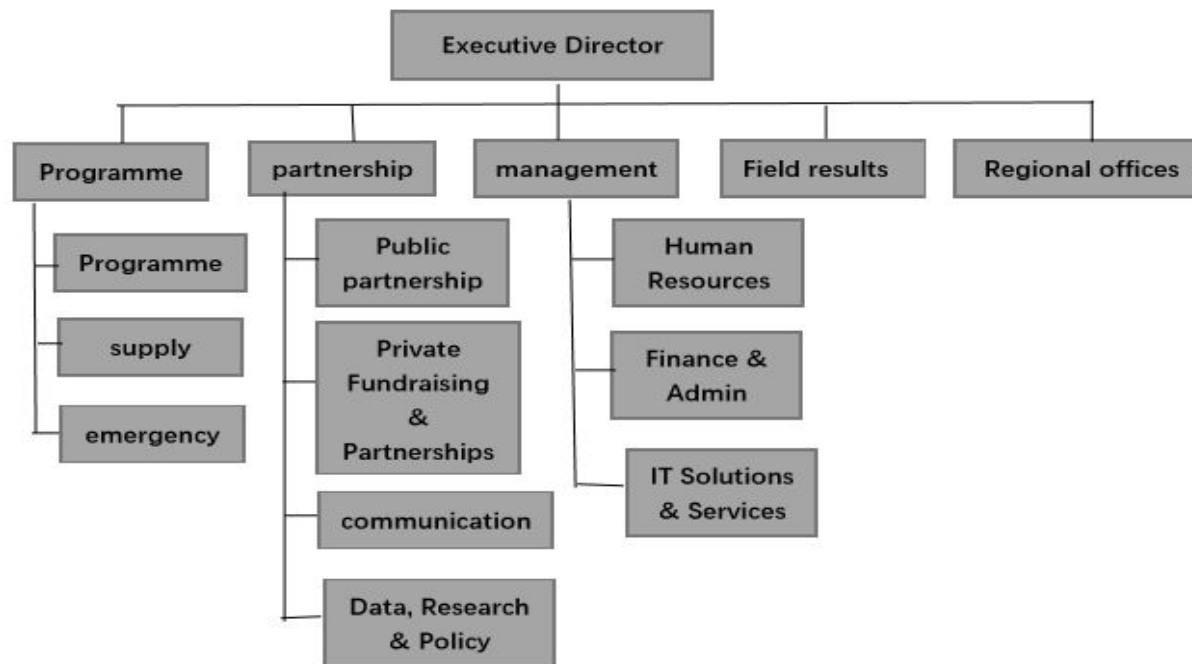 Executive Director
Programme
partnership
management
Field results
Regional offices
Programme
supply
emergency
Public
partnership
Private
Fundraising
&
Partnerships
communication
Data, Research
& Policy
Human
Resources
Finance &
Admin
IT Solutions
& Services